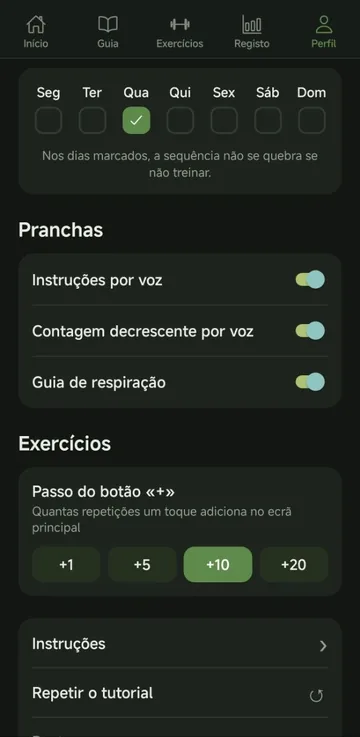 Início Guia Exercícios Registo Perfil
Seg Ter Qua Qui Sex Sáb Dom
Nos dias marcados, a sequência não se quebra se
não treinar.
Pranchas
Instruções por voz
Contagem decrescente por voz
Guia de respiração
Exercícios
Passo do botão «+»
Quantas repetições um toque adiciona no ecrã
principal
+1 +5 +10 +20
Instruções
Repetir o tutorial